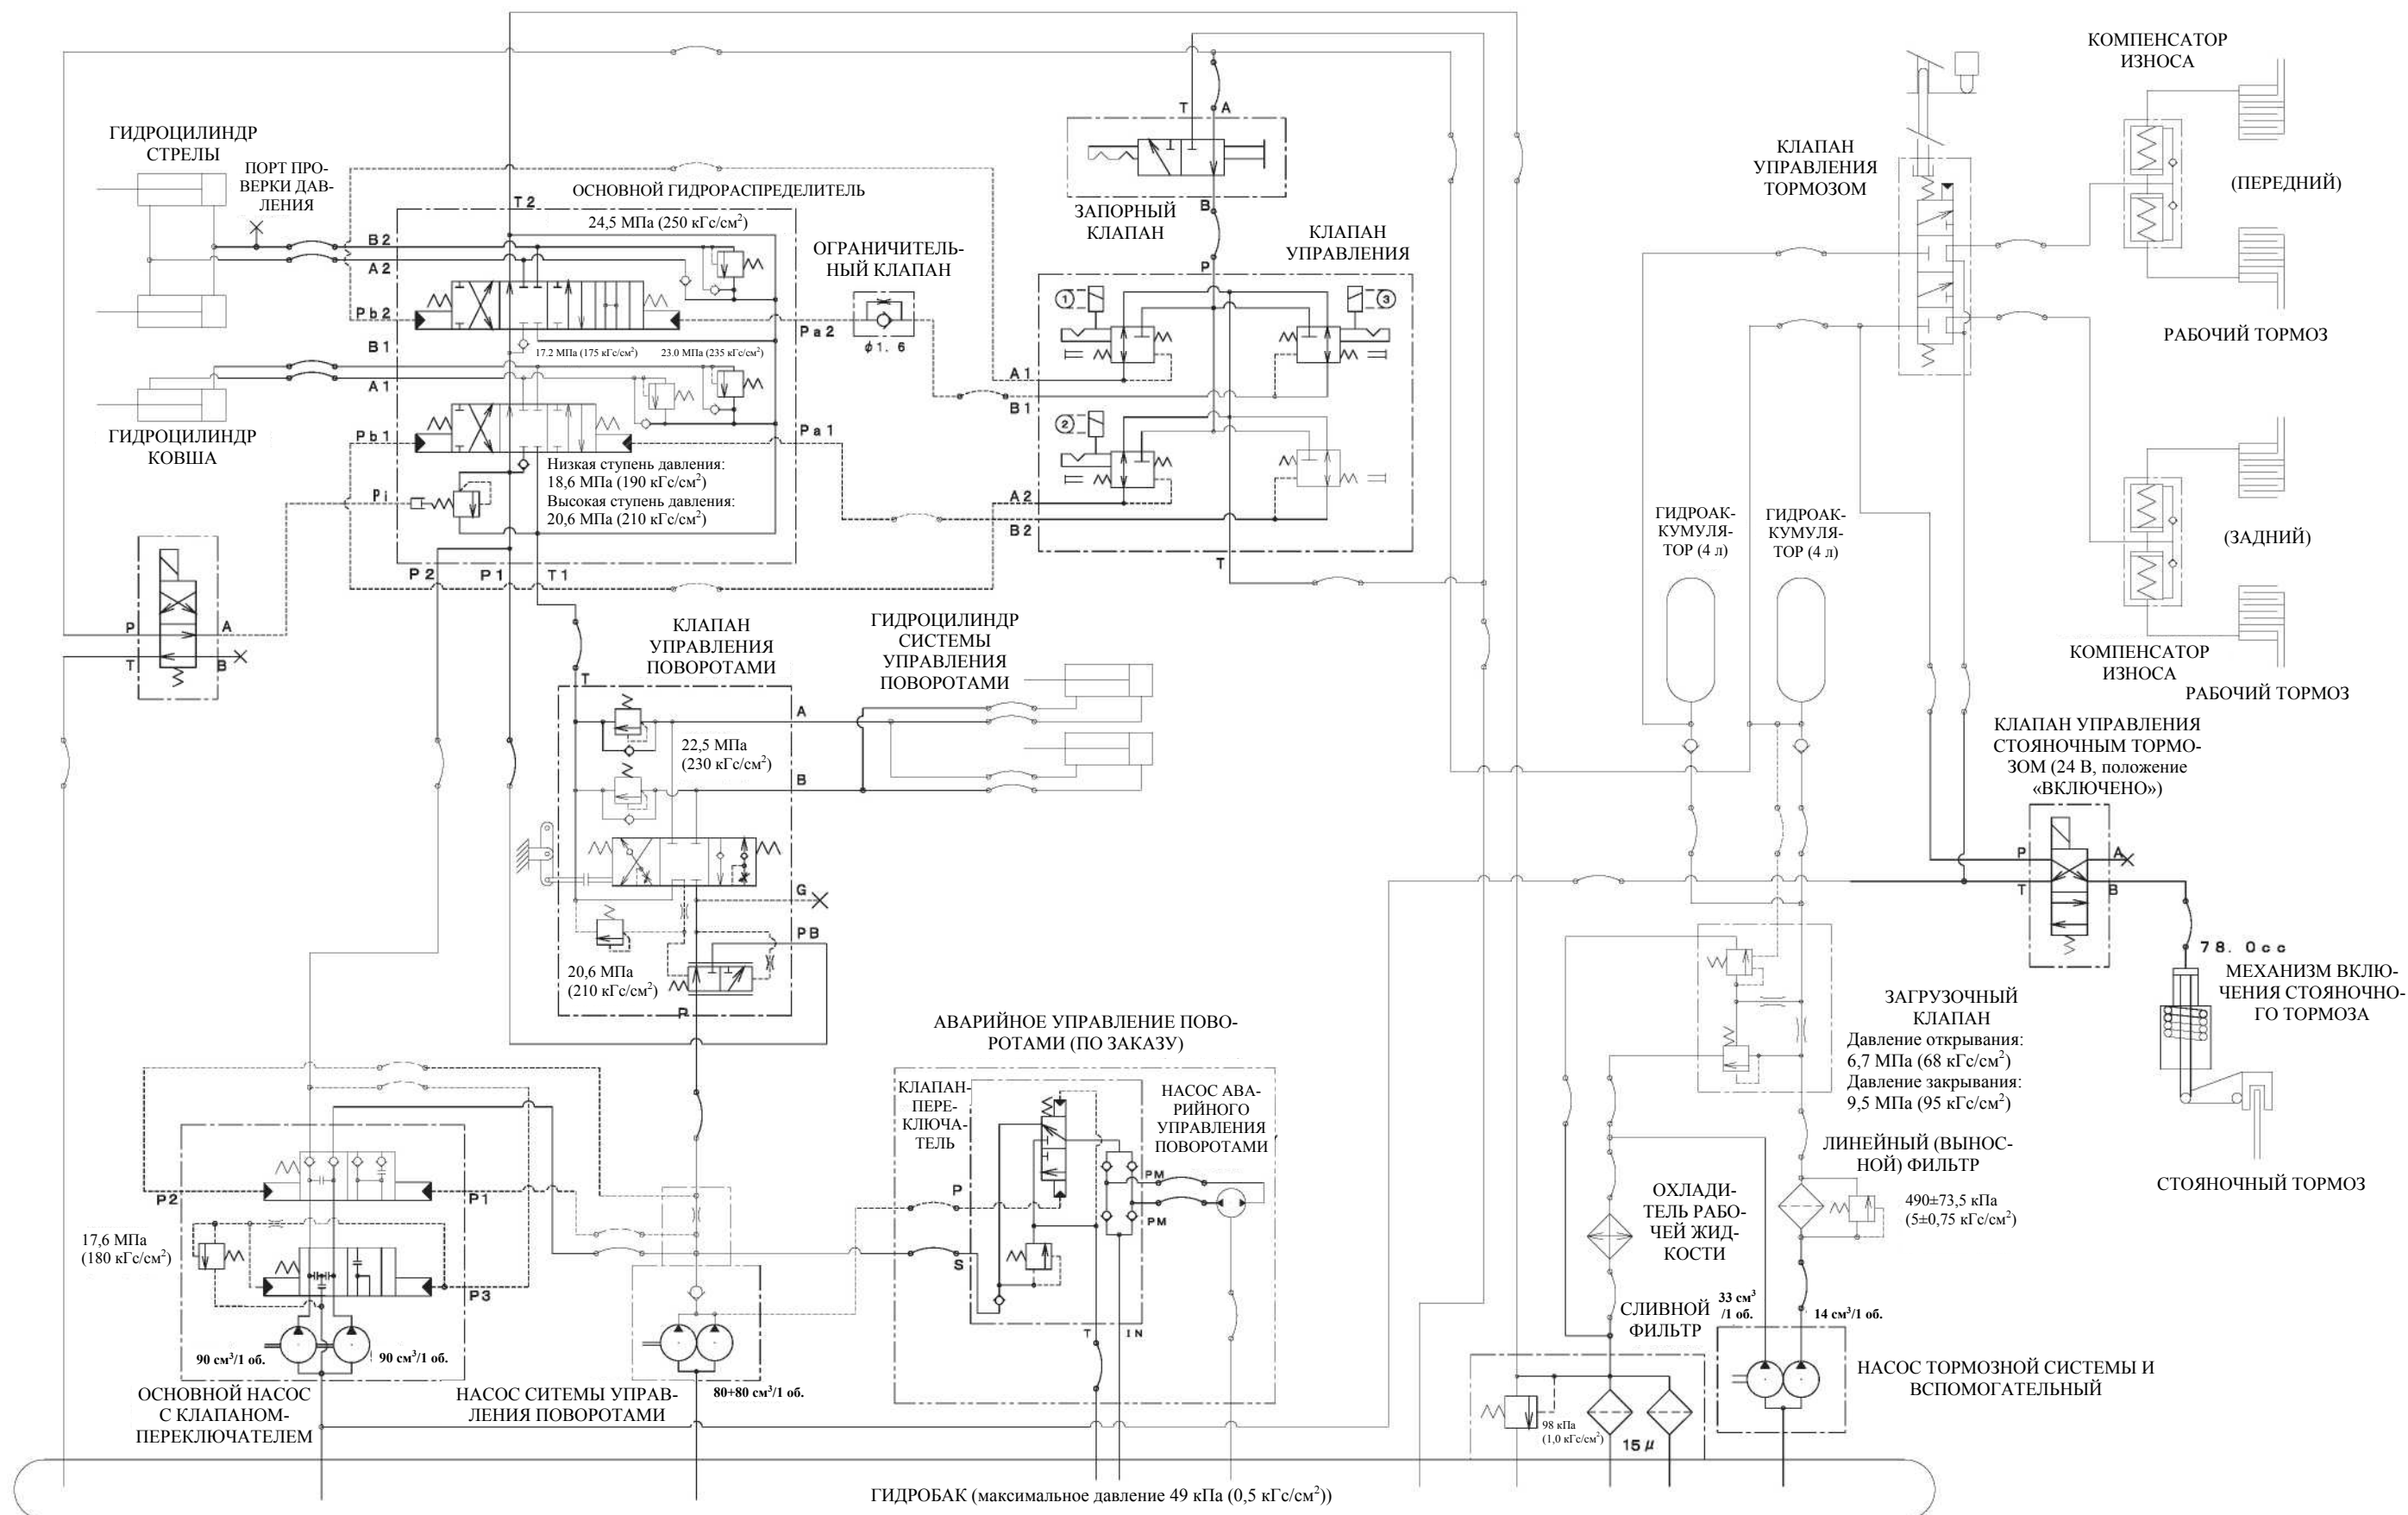 КОМПЕНСАТОР
ИЗНОСА
ГИДРОЦИЛИНДР
СТРЕЛЫ
ПОРТ ПРО-
ВЕРКИ ДАВ-
ЛЕНИЯ
ОСНОВНОЙ ГИДРОРАСПРЕДЕЛИТЕЛЬ
T2
24,5 МПа (250 кГс/см²)
B2
A2
Pb2
Pa2
B1
17.2 МПа (175 кГс/см²)
23.0 МПа (235 кГс/см²)
A1
Pb1
Pa1
ГИДРОЦИЛИНДР
КОВША
Низкая ступень давления:
18,6 МПа (190 кГс/см²)
Высокая ступень давления:
20,6 МПа (210 кГс/см²)
Pi
P2
P1
T1
ОГРАНИЧИТЕЛЬ-
НЫЙ КЛАПАН
ϕ1. 6
T
A
ЗАПОРНЫЙ
КЛАПАН
B
КЛАПАН
УПРАВЛЕНИЯ
P
1
3
A1
B1
2
A2
B2
T
КЛАПАН
УПРАВЛЕНИЯ
ТОРМОЗОМ
(ПЕРЕДНИЙ)
РАБОЧИЙ ТОРМОЗ
(ЗАДНИЙ)
КОМПЕНСАТОР
ИЗНОСА
РАБОЧИЙ ТОРМОЗ
ГИДРОАК-
КУМУЛЯ-
ТОР (4 л)
ГИДРОАК-
КУМУЛЯ-
ТОР (4 л)
P
A
T
B
КЛАПАН
УПРАВЛЕНИЯ
ПОВОРОТАМИ
T
A
22,5 МПа
(230 кГс/см²)
B
G
PB
20,6 МПа
(210 кГс/см²)
P
ГИДРОЦИЛИНДР
СИСТЕМЫ
УПРАВЛЕНИЯ
ПОВОРОТАМИ
КЛАПАН УПРАВЛЕНИЯ
СТОЯНОЧНЫМ ТОРМО-
ЗОМ (24 В, положение
«ВКЛЮЧЕНО»)
P
A
T
B
78. 0cc
МЕХАНИЗМ ВКЛЮ-
ЧЕНИЯ СТОЯНОЧНО-
ГО ТОРМОЗА
СТОЯНОЧНЫЙ ТОРМОЗ
ЗАГРУЗОЧНЫЙ
КЛАПАН
Давление открывания:
6,7 МПа (68 кГс/см²)
Давление закрывания:
9,5 МПа (95 кГс/см²)
ЛИНЕЙНЫЙ (ВЫНОС-
НОЙ) ФИЛЬТР
490±73,5 кПа
(5±0,75 кГс/см²)
АВАРИЙНОЕ УПРАВЛЕНИЕ ПОВО-
РОТАМИ (ПО ЗАКАЗУ)
КЛАПАН-
ПЕРЕ-
КЛЮЧА-
ТЕЛЬ
НАСОС АВА-
РИЙНОГО
УПРАВЛЕНИЯ
ПОВОРОТАМИ
P
PM
PM
S
T
IN
ОХЛАДИ-
ТЕЛЬ РАБО-
ЧЕЙ ЖИД-
КОСТИ
СЛИВНОЙ
ФИЛЬТР
33 см³
/1 об.
14 см³/1 об.
НАСОС ТОРМОЗНОЙ СИСТЕМЫ И
ВСПОМОГАТЕЛЬНЫЙ
98 кПа
(1,0 кГс/см²)
15μ
P2
P1
17,6 МПа
(180 кГс/см²)
P3
90 см³/1 об.
90 см³/1 об.
ОСНОВНОЙ НАСОС
С КЛАПАНОМ-
ПЕРЕКЛЮЧАТЕЛЕМ
НАСОС СИТЕМЫ УПРАВ-
ЛЕНИЯ ПОВОРОТАМИ
80+80 см³/1 об.
ГИДРОБАК (максимальное давление 49 кПа (0,5 кГс/см²))